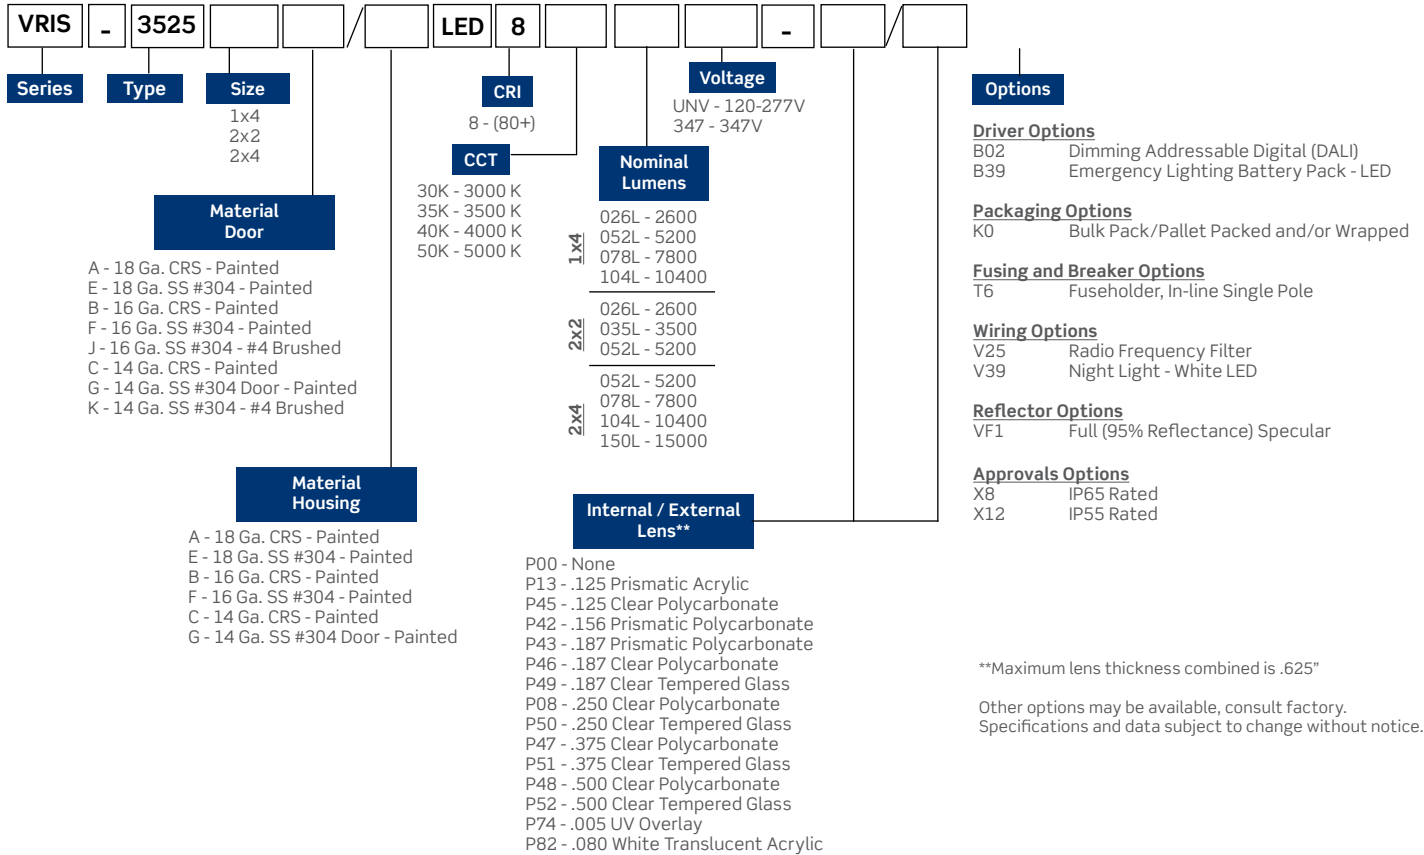 VRIS - 3525 / LED 8 - /
Series
Type
Size
1x4
2x2
2x4
Material
Door
A - 18 Ga. CRS - Painted
E - 18 Ga. SS #304 - Painted
B - 16 Ga. CRS - Painted
F - 16 Ga. SS #304 - Painted
J - 16 Ga. SS #304 - #4 Brushed
C - 14 Ga. CRS - Painted
G - 14 Ga. SS #304 Door - Painted
K - 14 Ga. SS #304 - #4 Brushed
Material
Housing
A - 18 Ga. CRS - Painted
E - 18 Ga. SS #304 - Painted
B - 16 Ga. CRS - Painted
F - 16 Ga. SS #304 - Painted
C - 14 Ga. CRS - Painted
G - 14 Ga. SS #304 Door - Painted
CRI
8 - (80+)
CCT
30K - 3000 K
35K - 3500 K
40K - 4000 K
50K - 5000 K
Nominal
Lumens
1x4
026L - 2600
052L - 5200
078L - 7800
104L - 10400
2x2
026L - 2600
035L - 3500
052L - 5200
2x4
052L - 5200
078L - 7800
104L - 10400
150L - 15000
Voltage
UNV - 120-277V
347 - 347V
Internal / External
Lens**
P00 - None
P13 - .125 Prismatic Acrylic
P45 - .125 Clear Polycarbonate
P42 - .156 Prismatic Polycarbonate
P43 - .187 Prismatic Polycarbonate
P46 - .187 Clear Polycarbonate
P49 - .187 Clear Tempered Glass
P08 - .250 Clear Polycarbonate
P50 - .250 Clear Tempered Glass
P47 - .375 Clear Polycarbonate
P51 - .375 Clear Tempered Glass
P48 - .500 Clear Polycarbonate
P52 - .500 Clear Tempered Glass
P74 - .005 UV Overlay
P82 - .080 White Translucent Acrylic
Options
Driver Options
B02 Dimming Addressable Digital (DALI)
B39 Emergency Lighting Battery Pack - LED
Packaging Options
K0 Bulk Pack/Pallet Packed and/or Wrapped
Fusing and Breaker Options
T6 Fuseholder, In-line Single Pole
Wiring Options
V25 Radio Frequency Filter
V39 Night Light - White LED
Reflector Options
VF1 Full (95% Reflectance) Specular
Approvals Options
X8 IP65 Rated
X12 IP55 Rated
**Maximum lens thickness combined is .625”
Other options may be available, consult factory.
Specifications and data subject to change without notice.